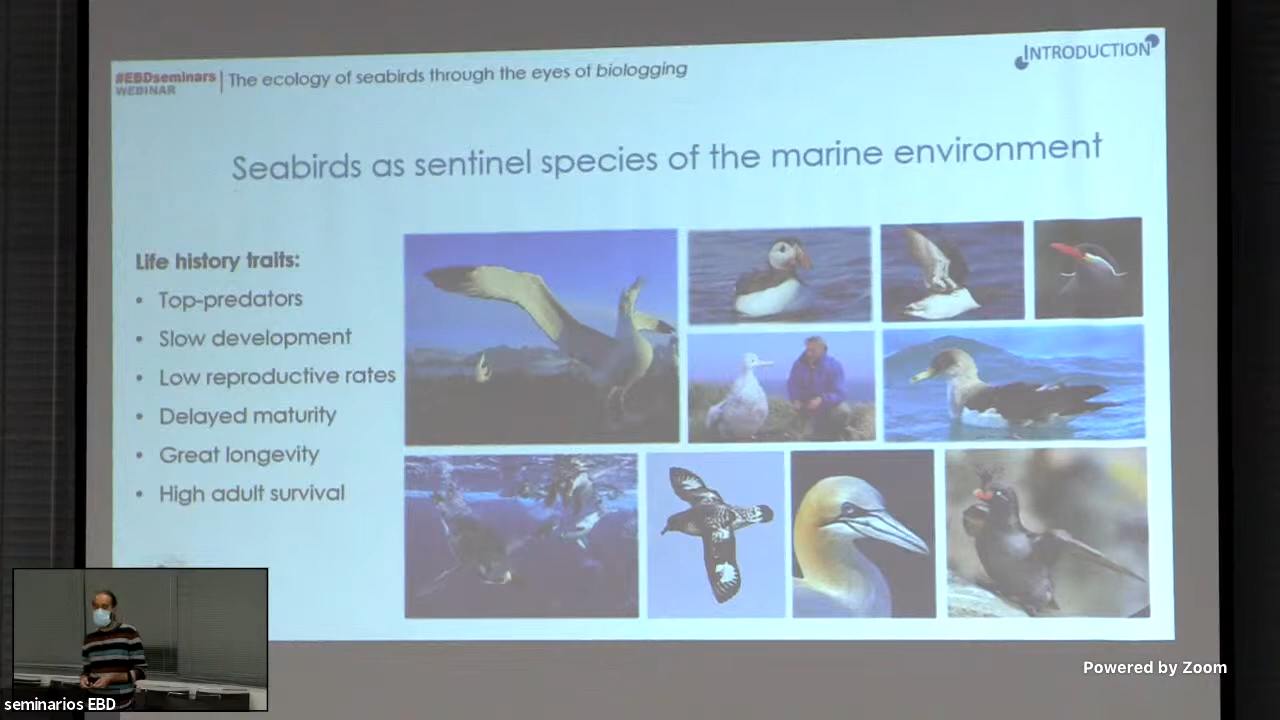 #EBDseminars
WEBINAR
The ecology of seabirds through the eyes of biologging
INTRODUCTION
Seabirds as sentinel species of the marine environment
Life history traits:
• Top-predators
• Slow development
• Low reproductive rates
• Delayed maturity
• Great longevity
• High adult survival
Powered by Zoom
seminarios EBD